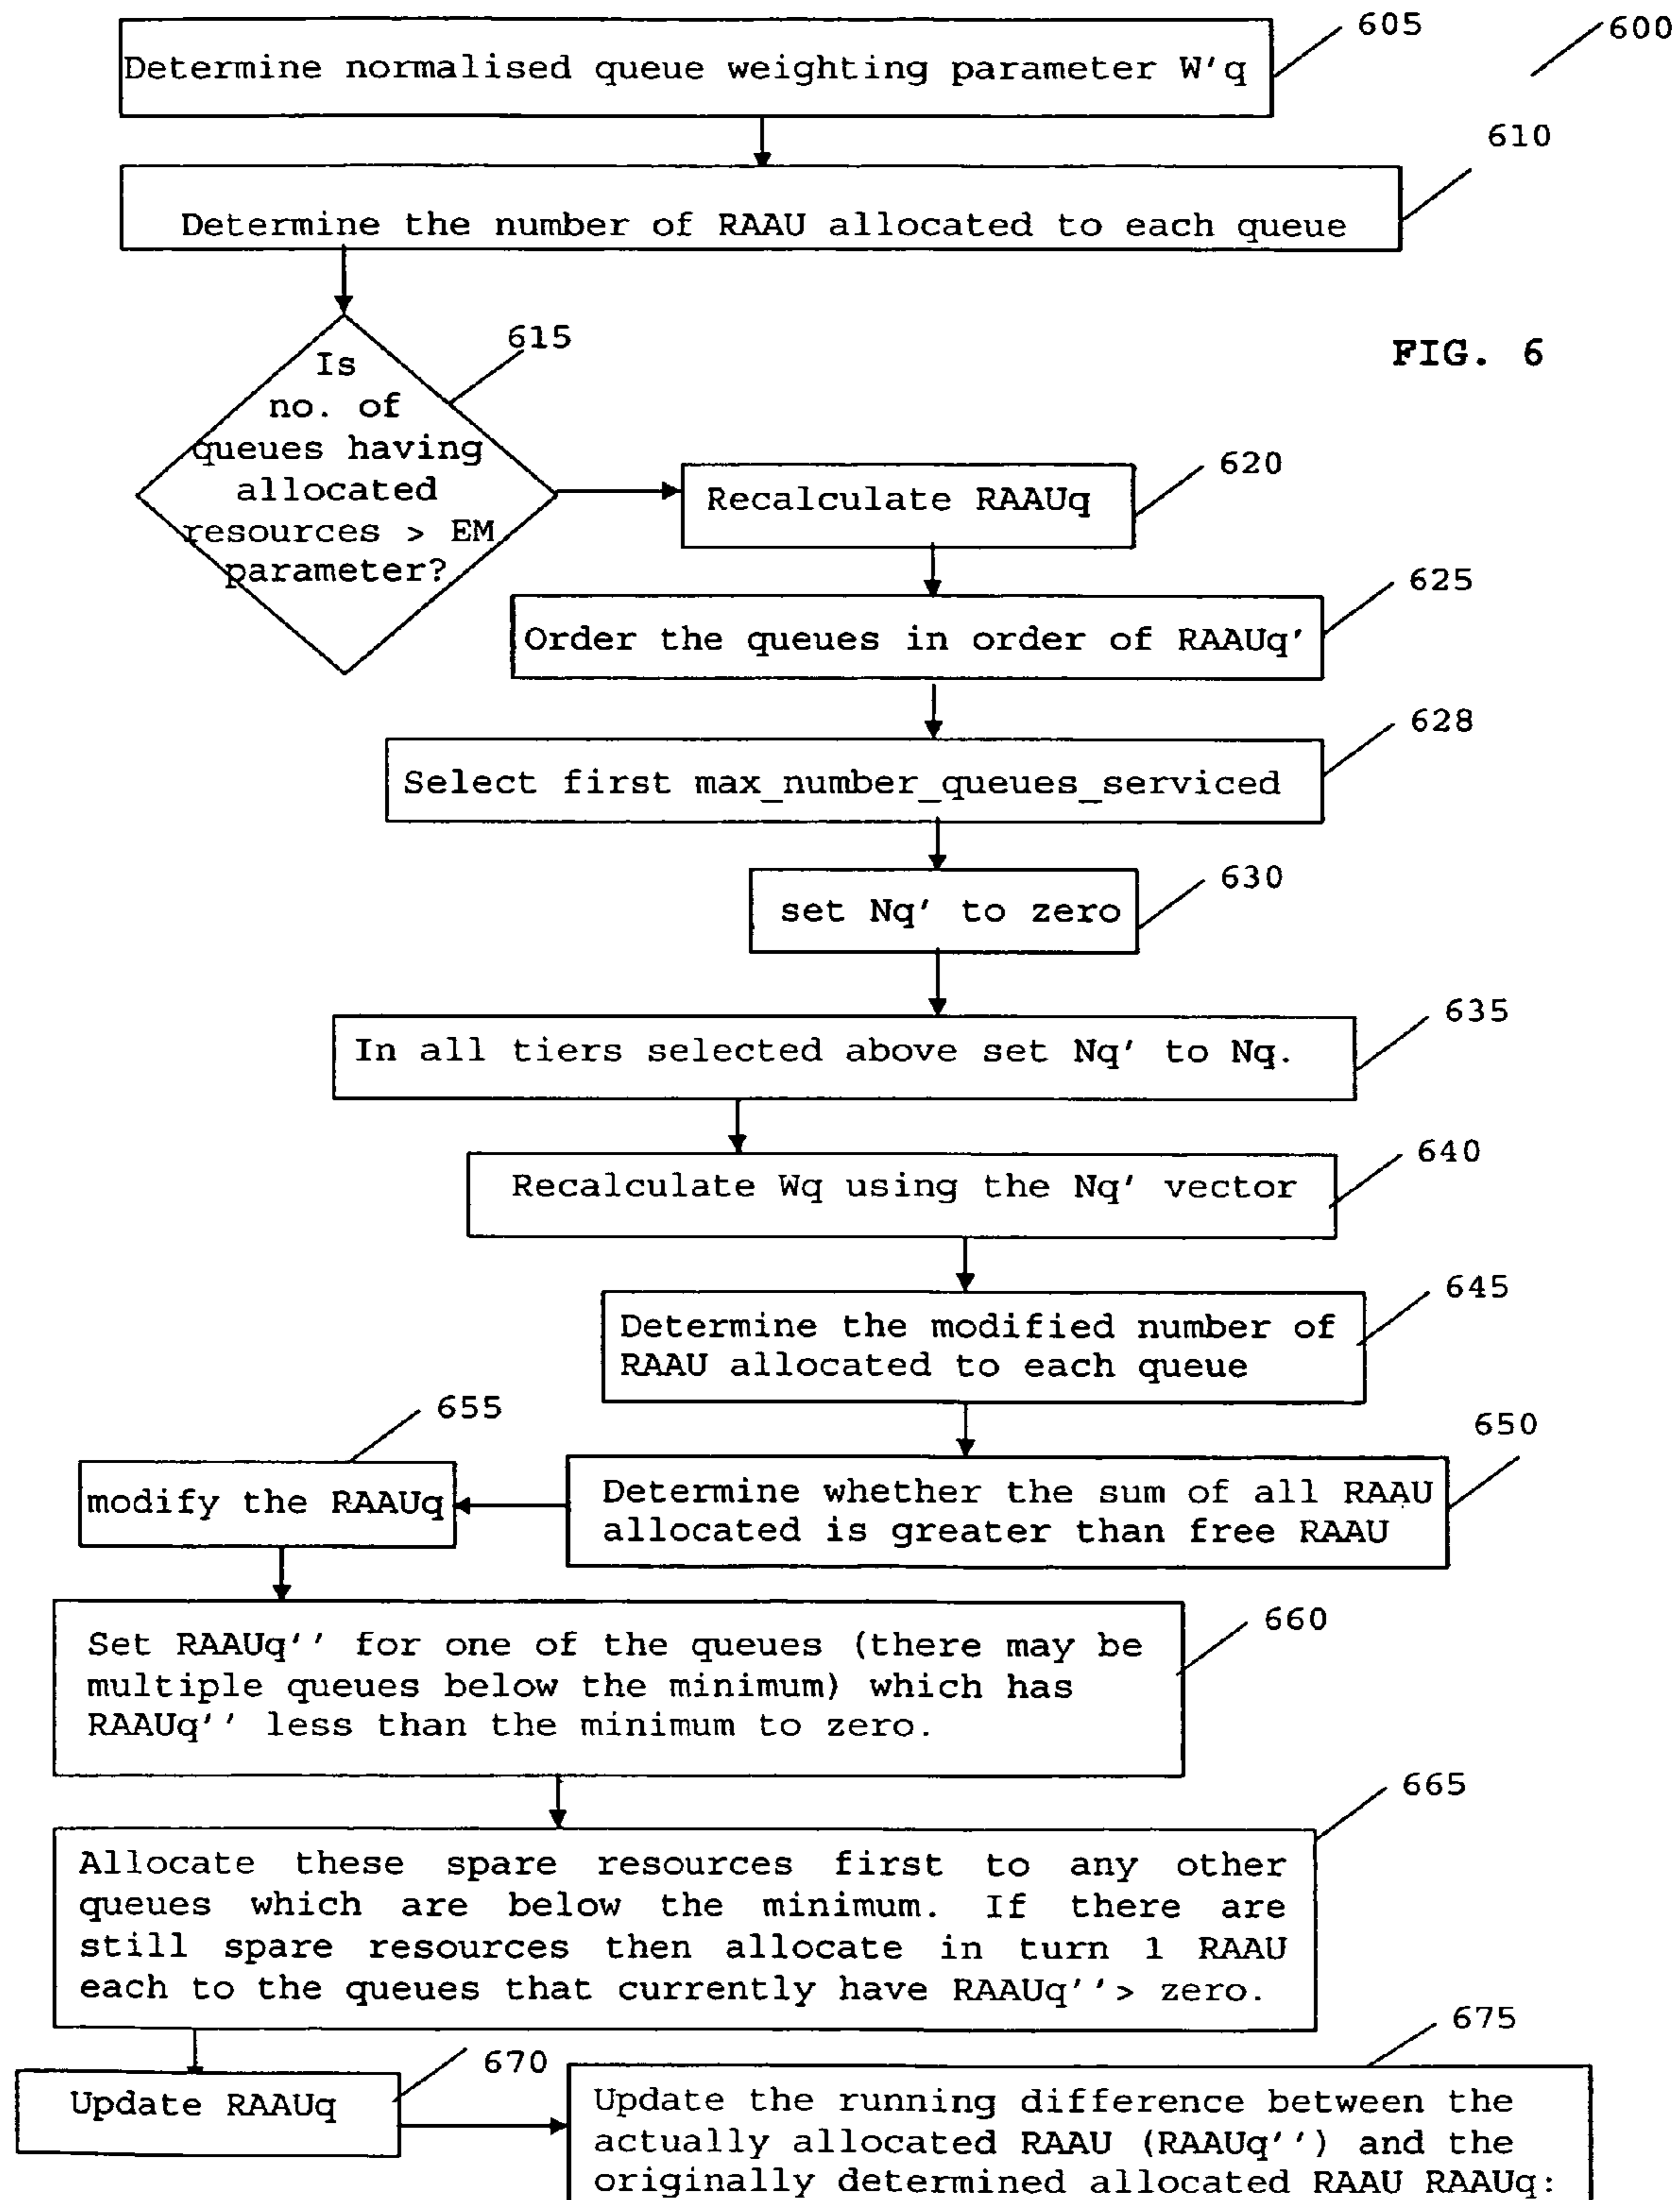 605
600
Determine normalised queue weighting parameter W'q
610
Determine the number of RAAU allocated to each queue
615
FIG. 6
Is
no. of
queues having
allocated
resources > EM
parameter?
620
Recalculate RAAUq
625
Order the queues in order of RAAUq'
628
Select first max_number_queues_serviced
630
set Nq' to zero
635
In all tiers selected above set Nq' to Nq.
640
Recalculate Wq using the Nq' vector
645
Determine the modified number of
RAAU allocated to each queue
655
650
modify the RAAUq
Determine whether the sum of all RAAU
allocated is greater than free RAAU
660
Set RAAUq'' for one of the queues (there may be
multiple queues below the minimum) which has
RAAUq'' less than the minimum to zero.
665
Allocate these spare resources first to any other
queues which are below the minimum. If there are
still spare resources then allocate in turn 1 RAAU
each to the queues that currently have RAAUq''> zero.
675
670
Update RAAUq
Update the running difference between the
actually allocated RAAU (RAAUq'') and the
originally determined allocated RAAU RAAUq: